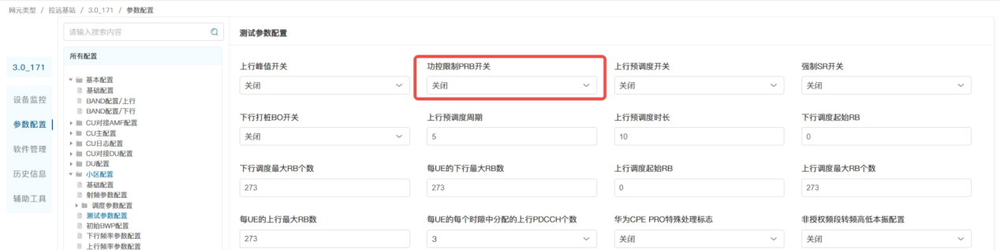 网元类型 / 拉远基站 / 3.0_171 / 参数配置
请输入搜索内容
所有配置
3.0_171
设备监控
参数配置
软件管理
历史信息
辅助工具
基本配置
基础配置
BAND配置/上行
BAND配置/下行
CU对接AMF配置
CU主配置
CU日志配置
CU对接DU配置
DU配置
小区配置
基础配置
射频参数配置
调度参数配置
测试参数配置
初始BWP配置
下行频率参数配置
上行频率参数配置
测试参数配置
上行峰值开关
功控限制PRB开关
上行预调度开关
强制SR开关
关闭
关闭
关闭
关闭
下行打桩BO开关
上行预调度周期
上行预调度时长
下行调度起始RB
关闭
5
10
0
下行调度最大RB个数
每UE的下行最大RB数
上行调度起始RB
上行调度最大RB个数
273
273
0
273
每UE的上行最大RB数
每UE的每个时隙中分配的上行PDCCH个数
华为CPE PRO特殊处理标志
非授权频段转频高低本振配置
273
3
关闭
关闭